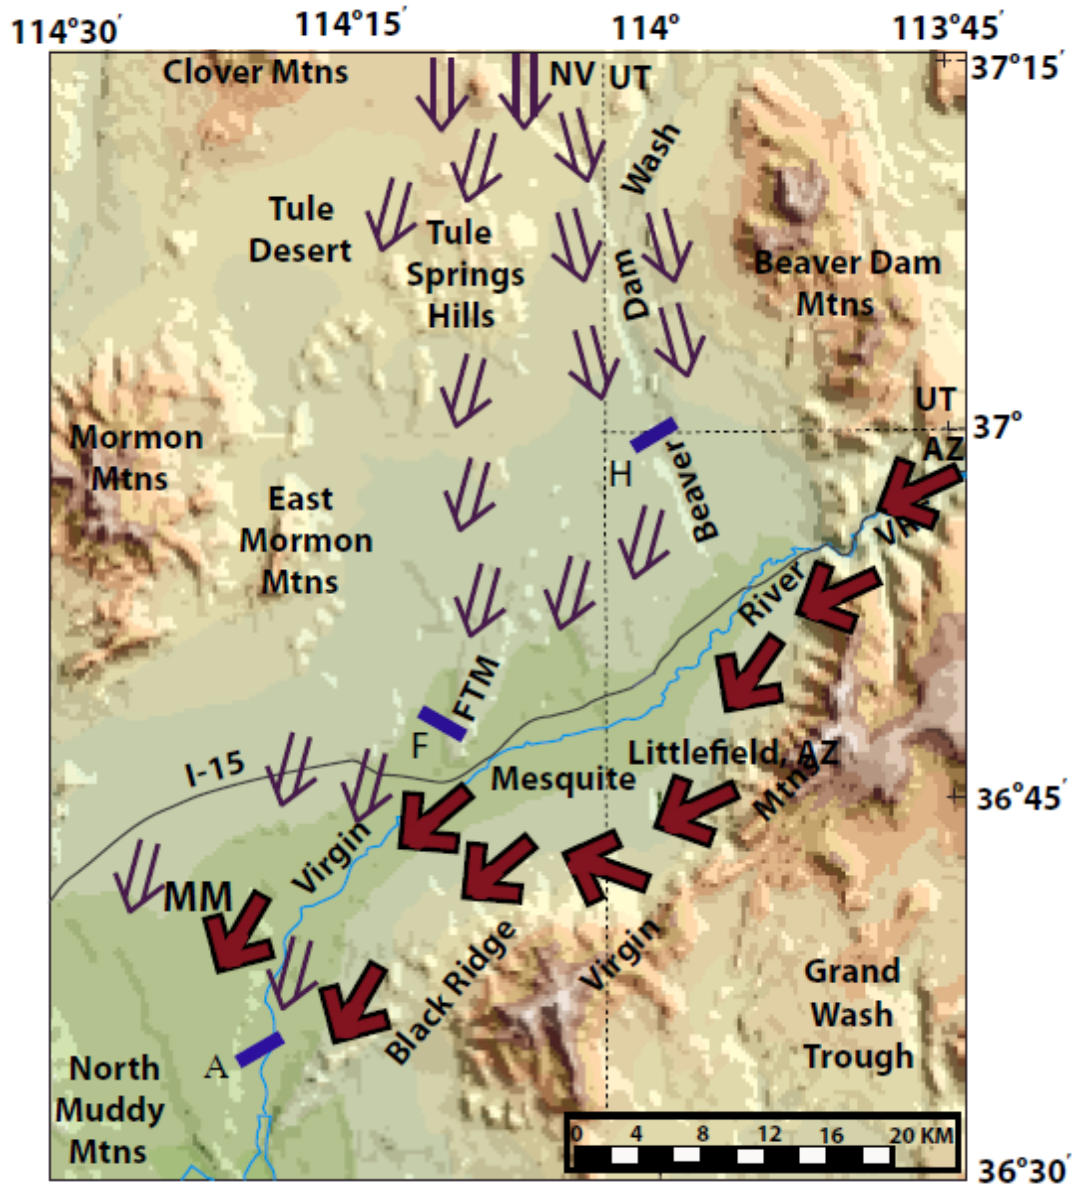 114°30′ 114°15′ 114° 113°45′
Clover Mtns
NV UT
37°15′
Wash
Tule
Desert
Tule
Springs
Hills
Dam
Beaver Dam
Mtns
UT
37°
AZ
Mormon
Mtns
H
Beaver
East
Mormon
Mtns
River
FTM
F
I-15
Littlefield, AZ
Mesquite
Mtns
36°45′
Virgin
MM
Black Ridge
Virgin
Grand
Wash
Trough
A
North
Muddy
Mtns
0 4 8 12 16 20 KM
36°30′